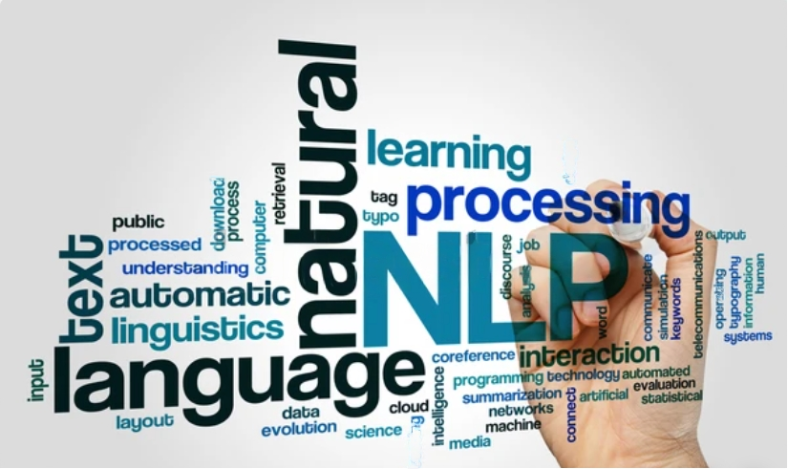 natural
learning
tag
processing
typo
NLP
retrieval
download
process
computer
public
processed
understanding
text
automatic
linguistics
language
input
layout
data
evolution
science
cloud
coreference
interaction
programming technology automated
summarization
artificial
evaluation
statistical
networks
machine
media
intelligence
connect
discourse
analysis
job
word
communicate
simulation
keywords
telecommunications
output
operating
typography
information
human
systems